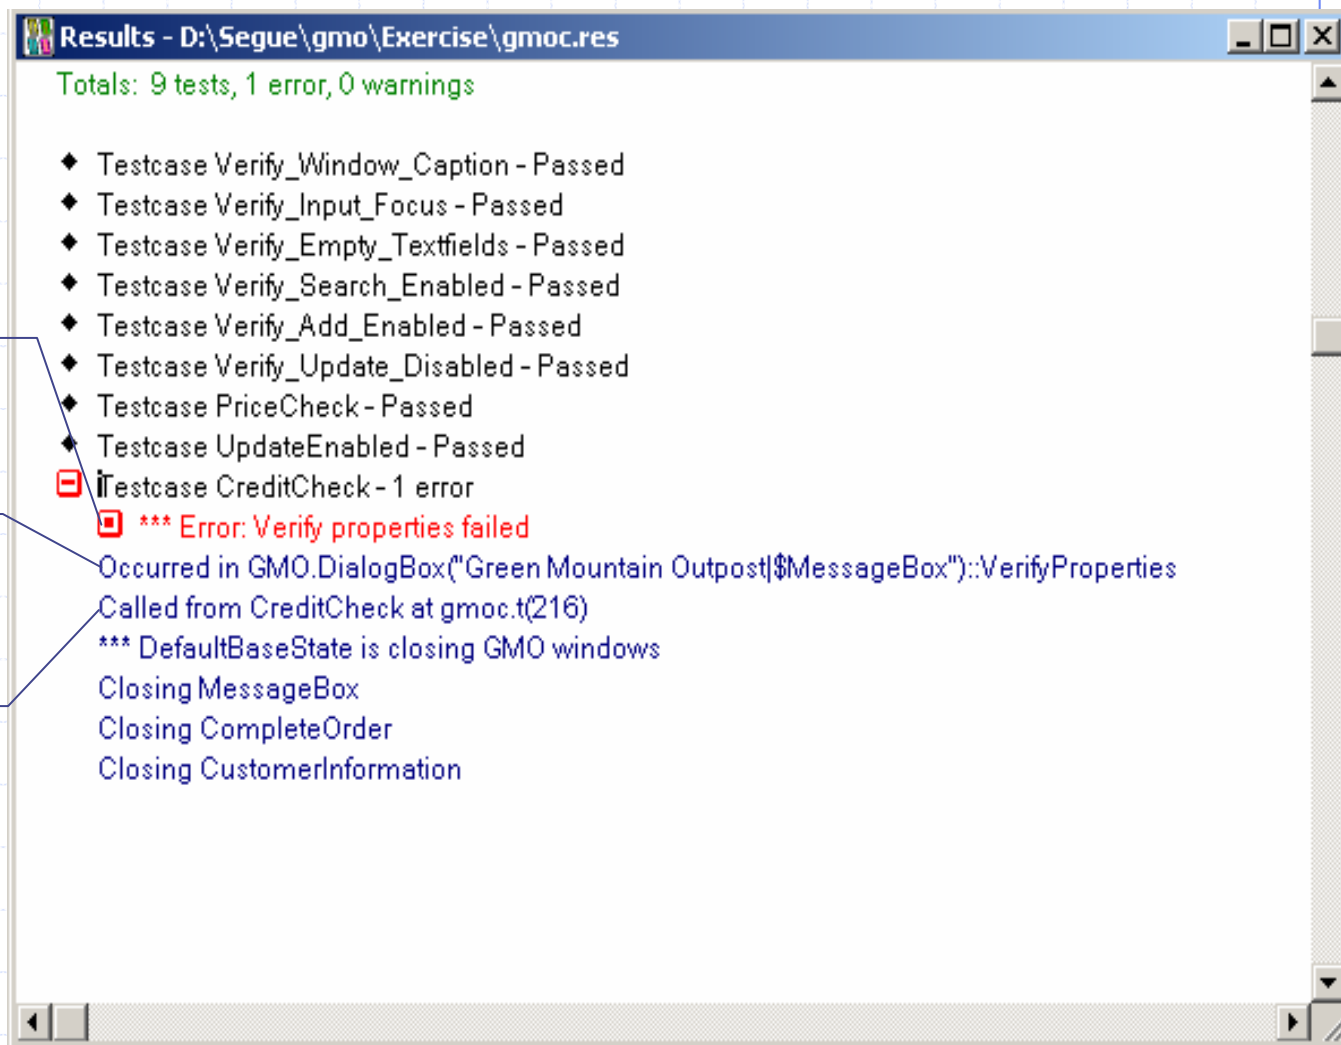 Results - D:\Segue\gmo\Exercise\gmoc.res
Totals: 9 tests, 1 error, 0 warnings
Testcase Verify_Window_Caption - Passed
Testcase Verify_Input_Focus - Passed
Testcase Verify_Empty_Textfields - Passed
Testcase Verify_Search_Enabled - Passed
Testcase Verify_Add_Enabled - Passed
Testcase Verify_Update_Disabled - Passed
Testcase PriceCheck - Passed
Testcase UpdateEnabled - Passed
Testcase CreditCheck - 1 error
*** Error: Verify properties failed
Occurred in GMO.DialogBox("Green Mountain Outpost|$MessageBox")::VerifyProperties
Called from CreditCheck at gmoc.t(216)
*** DefaultBaseState is closing GMO windows
Closing MessageBox
Closing CompleteOrder
Closing CustomerInformation